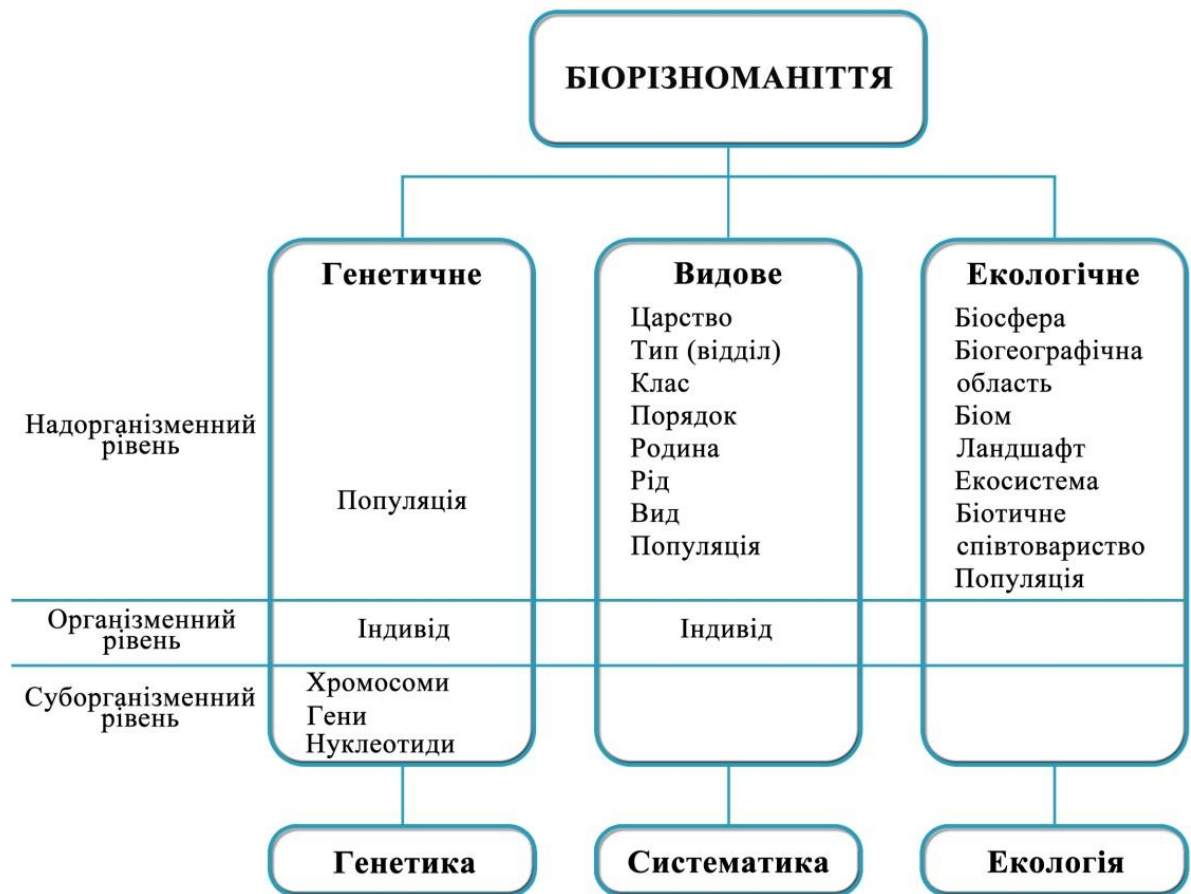 БІОРІЗНОМАНІТТЯ
Генетичне
Видове
Екологічне
Надорганізменний
рівень
Популяція
Царство
Тип (відділ)
Клас
Порядок
Родина
Рід
Вид
Популяція
Біосфера
Біогеографічна
область
Біом
Ландшафт
Екосистема
Біотичне
співтовариство
Популяція
Організменний
рівень
Індивід
Індивід
Суборганізменний
рівень
Хромосоми
Гени
Нуклеотиди
Генетика
Систематика
Екологія